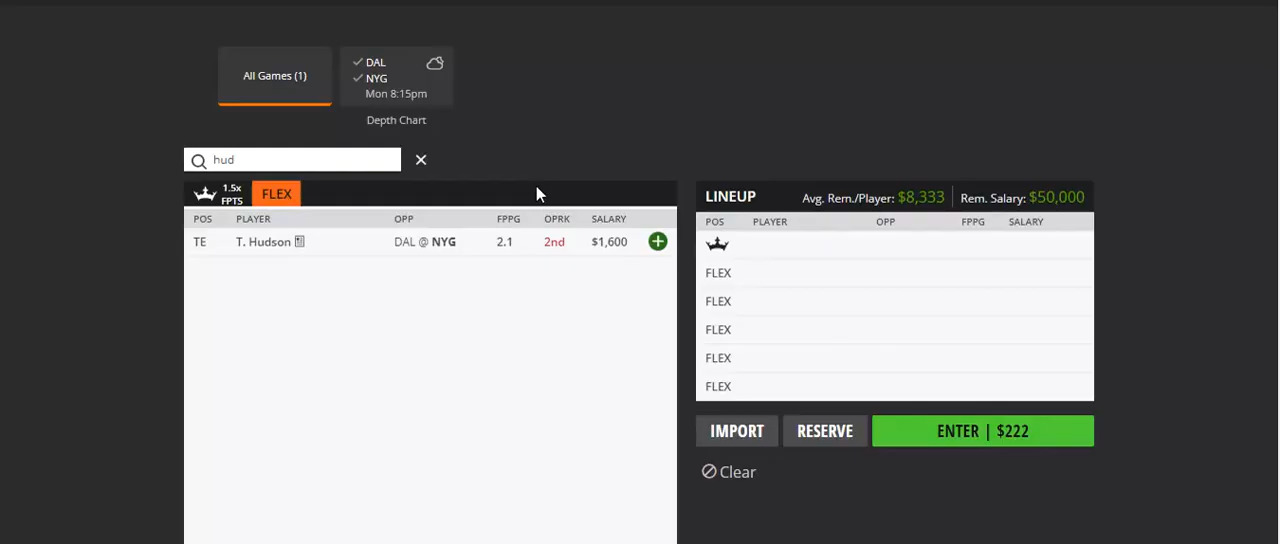 All Games (1)
DAL
NYG
Mon 8:15pm
Depth Chart
hud
1.5x
FPTS
FLEX
POS PLAYER OPP FPPG OPRK SALARY
TE T. Hudson DAL @ NYG 2.1 2nd $1,600
LINEUP Avg. Rem./Player: $8,333 Rem. Salary: $50,000
POS PLAYER OPP FPPG SALARY
FLEX
FLEX
FLEX
FLEX
FLEX
IMPORT RESERVE ENTER | $222
Clear